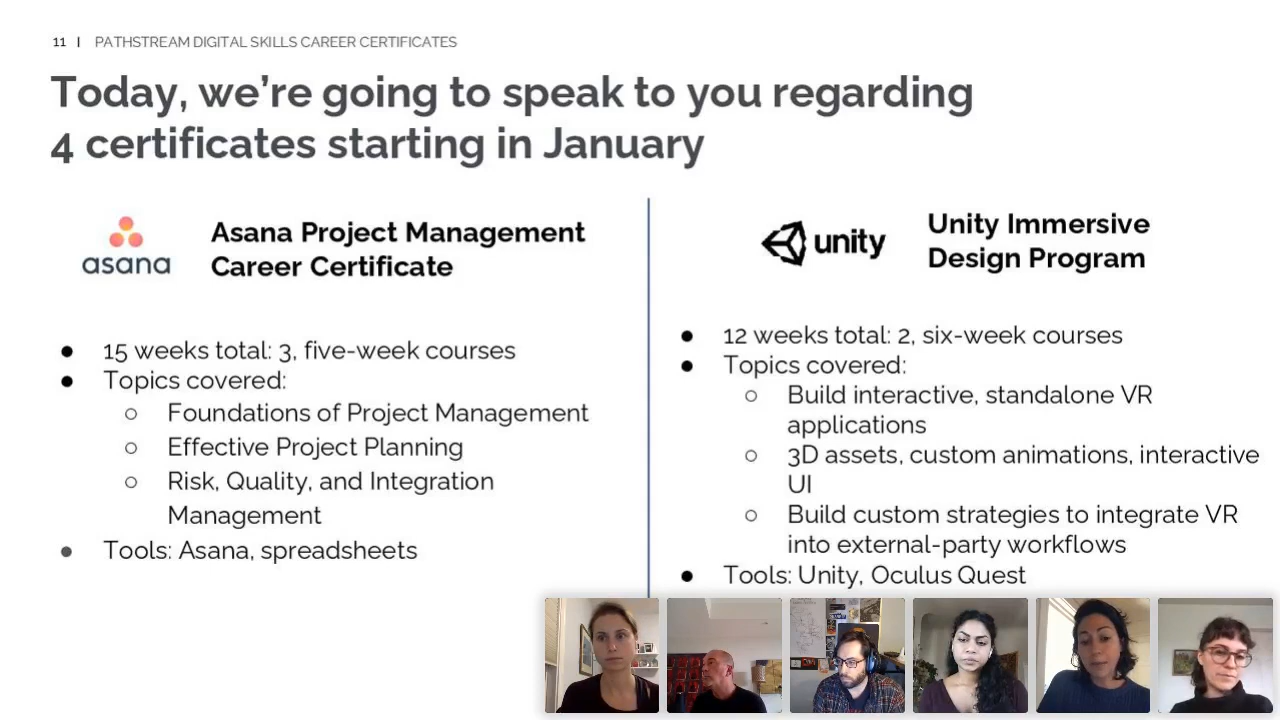 11 | PATHSTREAM DIGITAL SKILLS CAREER CERTIFICATES
Today, we're going to speak to you regarding
4 certificates starting in January
asana
Asana Project Management
Career Certificate
● 15 weeks total: 3, five-week courses
● Topics covered:
○ Foundations of Project Management
○ Effective Project Planning
○ Risk, Quality, and Integration
Management
● Tools: Asana, spreadsheets
unity
Unity Immersive
Design Program
● 12 weeks total: 2, six-week courses
● Topics covered:
○ Build interactive, standalone VR
applications
○ 3D assets, custom animations, interactive
UI
○ Build custom strategies to integrate VR
into external-party workflows
● Tools: Unity, Oculus Quest